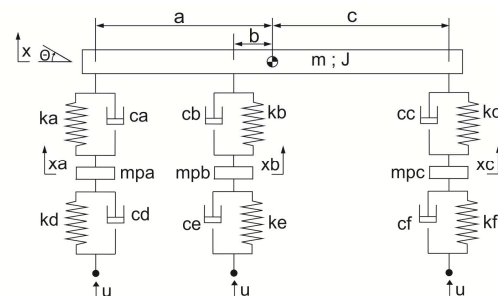 a
c
b
x
Θ
m ; J
ka
ca
cb
kb
cc
kc
xa
mpa
mpb
xb
mpc
xc
kd
cd
ce
ke
cf
kf
u
u
u